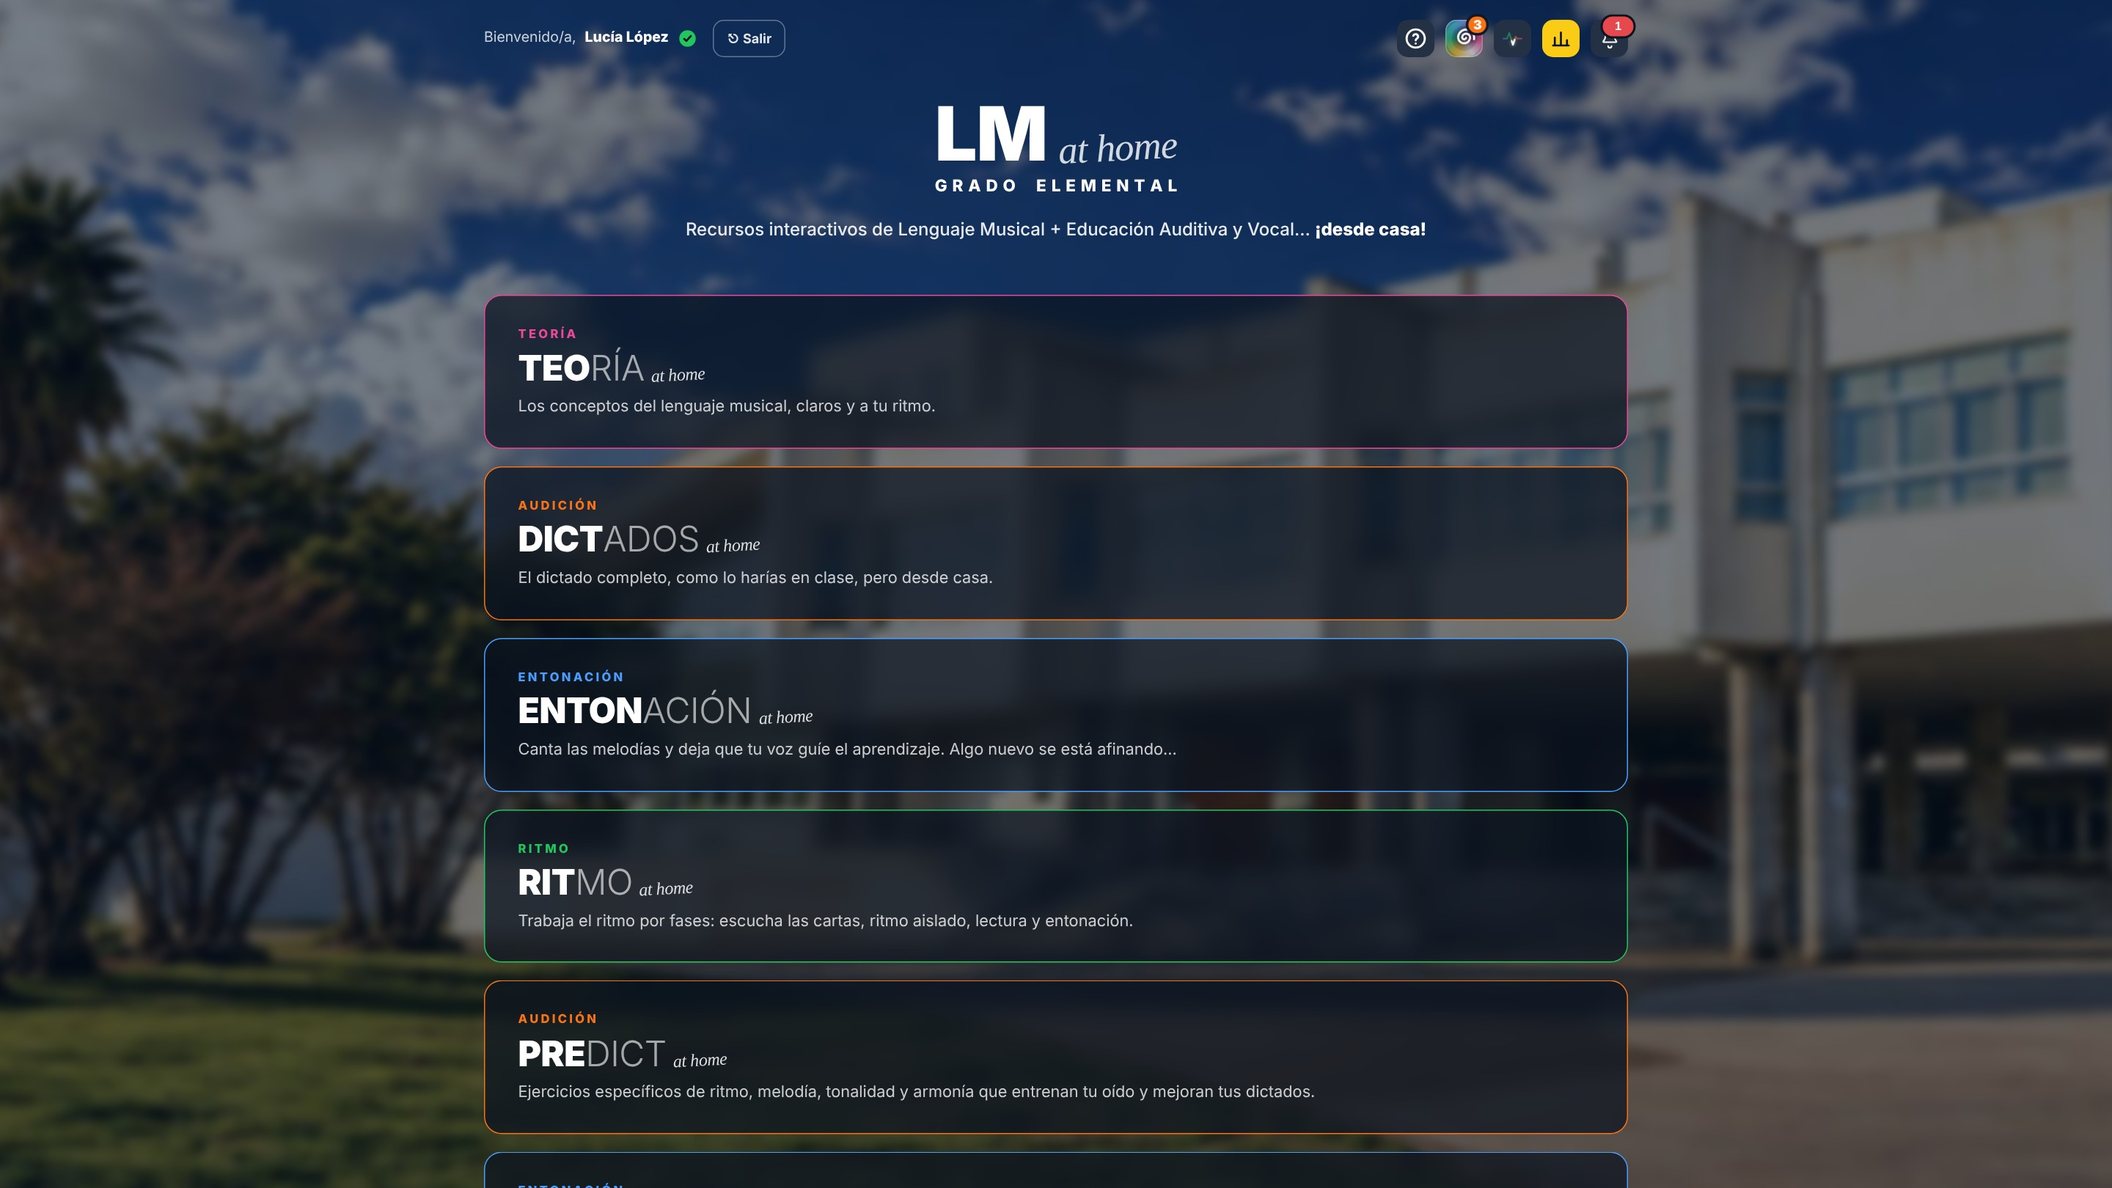 Bienvenido/a, Lucía López
Salir
3
1
LM at home
GRADO ELEMENTAL
Recursos interactivos de Lenguaje Musical + Educación Auditiva y Vocal... ¡desde casa!
TEORÍA
TEORÍA at home
Los conceptos del lenguaje musical, claros y a tu ritmo.
AUDICIÓN
DICTADOS at home
El dictado completo, como lo harías en clase, pero desde casa.
ENTONACIÓN
ENTONACIÓN at home
Canta las melodías y deja que tu voz guíe el aprendizaje. Algo nuevo se está afinando...
RITMO
RITMO at home
Trabaja el ritmo por fases: escucha las cartas, ritmo aislado, lectura y entonación.
AUDICIÓN
PREDICT at home
Ejercicios específicos de ritmo, melodía, tonalidad y armonía que entrenan tu oído y mejoran tus dictados.